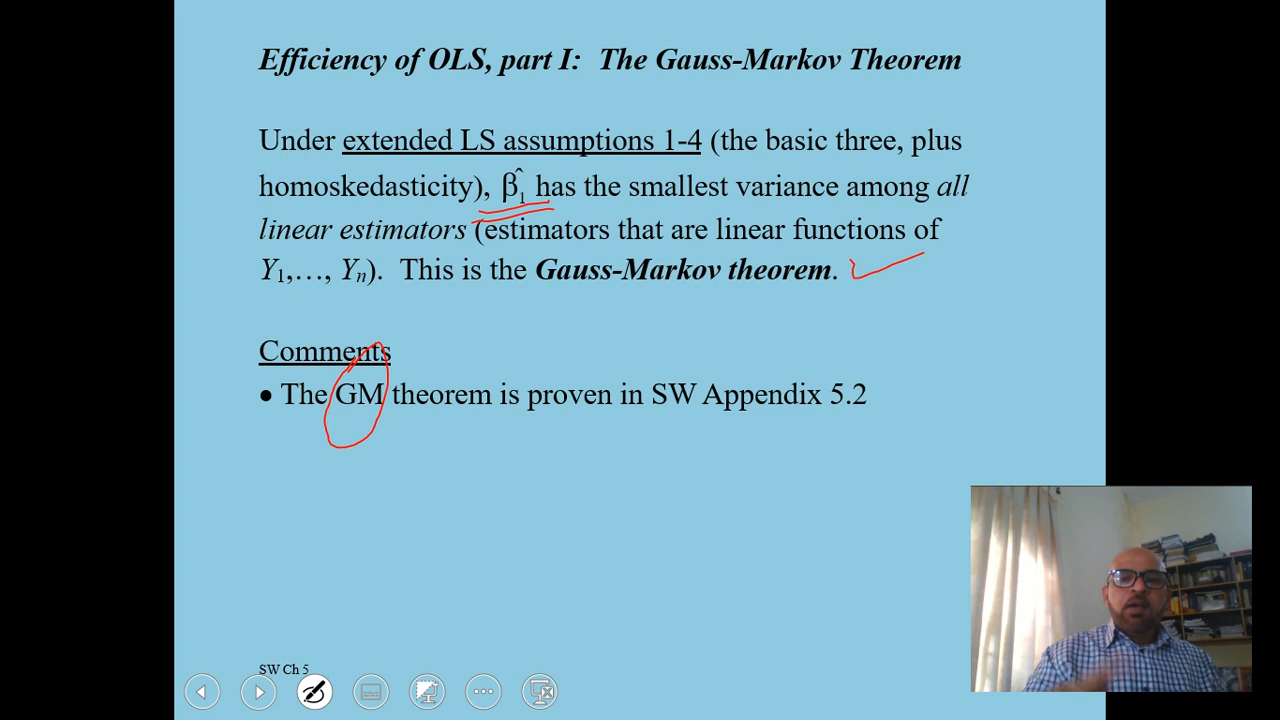 Efficiency of OLS, part I: The Gauss-Markov Theorem
Under extended LS assumptions 1-4 (the basic three, plus
homoskedasticity), β̂₁ has the smallest variance among all
linear estimators (estimators that are linear functions of
Y₁,…, Yₙ). This is the Gauss-Markov theorem.
Comments
• The GM theorem is proven in SW Appendix 5.2
SW Ch 5